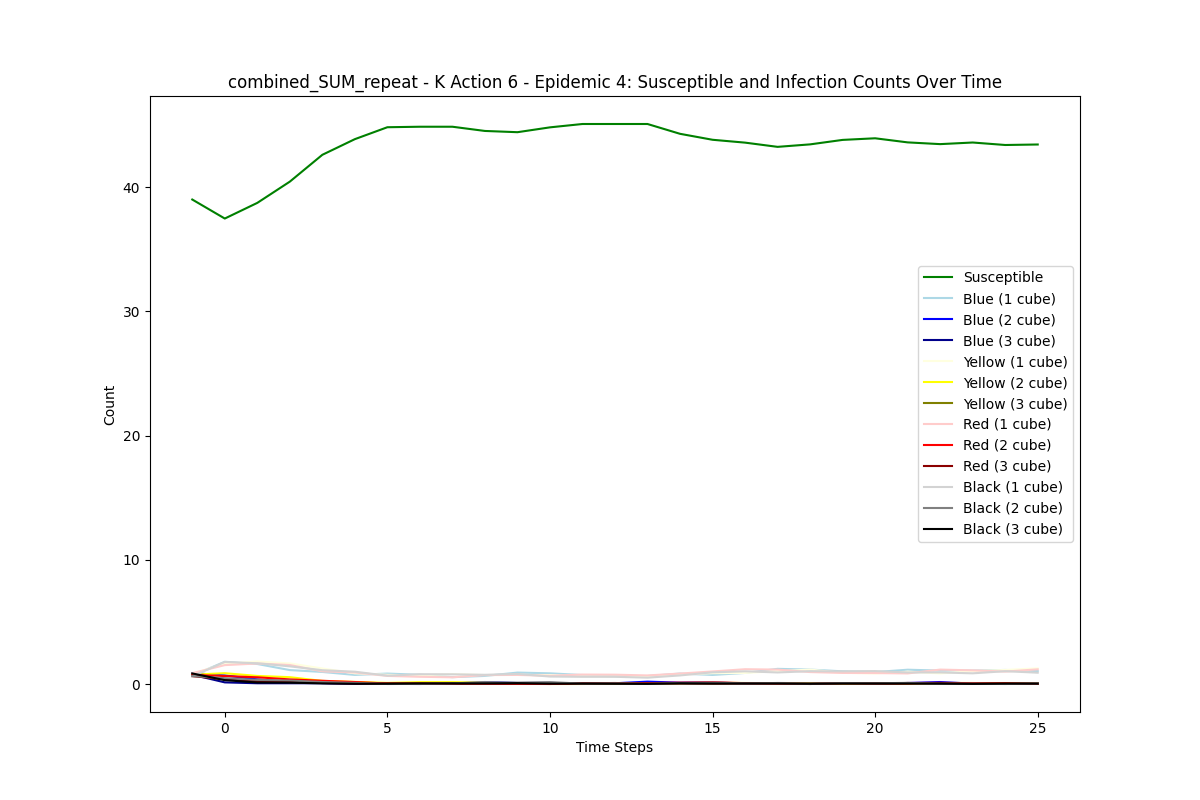 combined_SUM_repeat - K Action 6 - Epidemic 4: Susceptible and Infection Counts Over Time
40
30
20
10
0
Count
Susceptible
Blue (1 cube)
Blue (2 cube)
Blue (3 cube)
Yellow (1 cube)
Yellow (2 cube)
Yellow (3 cube)
Red (1 cube)
Red (2 cube)
Red (3 cube)
Black (1 cube)
Black (2 cube)
Black (3 cube)
0 5 10 15 20 25
Time Steps